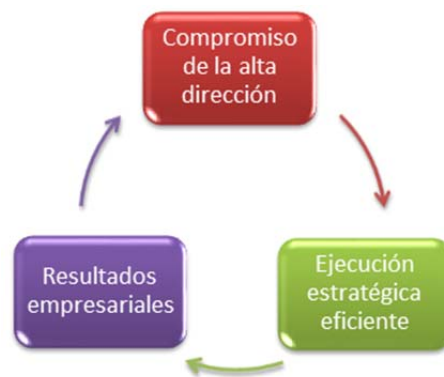 Compromiso
de la alta
dirección
Ejecución
estratégica
eficiente
Resultados
empresariales